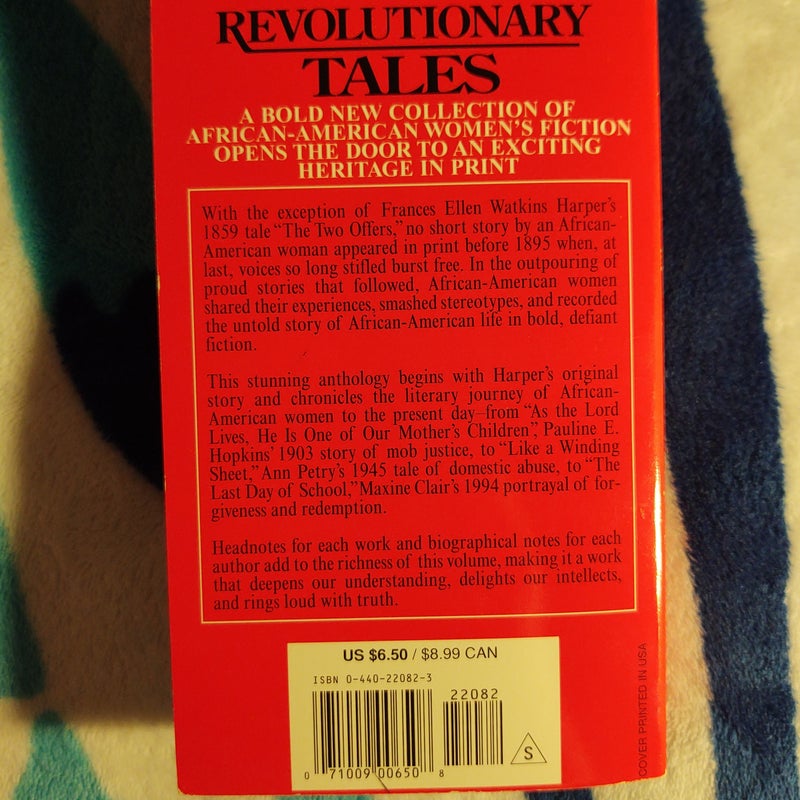 REVOLUTIONARY
TALES
A BOLD NEW COLLECTION OF
AFRICAN-AMERICAN WOMEN'S FICTION
OPENS THE DOOR TO AN EXCITING
HERITAGE IN PRINT
With the exception of Frances Ellen Watkins Harper's
1859 tale "The Two Offers," no short story by an African-
American woman appeared in print before 1895 when, at
last, voices so long stifled burst free. In the outpouring of
proud stories that followed, African-American women
shared their experiences, smashed stereotypes, and recorded
the untold story of African-American life in bold, defiant
fiction.
This stunning anthology begins with Harper's original
story and chronicles the literary journey of African-
American women to the present day–from "As the Lord
Lives, He Is One of Our Mother's Children", Pauline E.
Hopkins' 1903 story of mob justice, to "Like a Winding
Sheet," Ann Petry's 1945 tale of domestic abuse, to "The
Last Day of School," Maxine Clair's 1994 portrayal of for-
giveness and redemption.
Headnotes for each work and biographical notes for each
author add to the richness of this volume, making it a work
that deepens our understanding, delights our intellects,
and rings loud with truth.
US $6.50 / $8.99 CAN
ISBN 0-440-22082-3
22082
0 71009 00650 8
S
COVER PRINTED IN USA